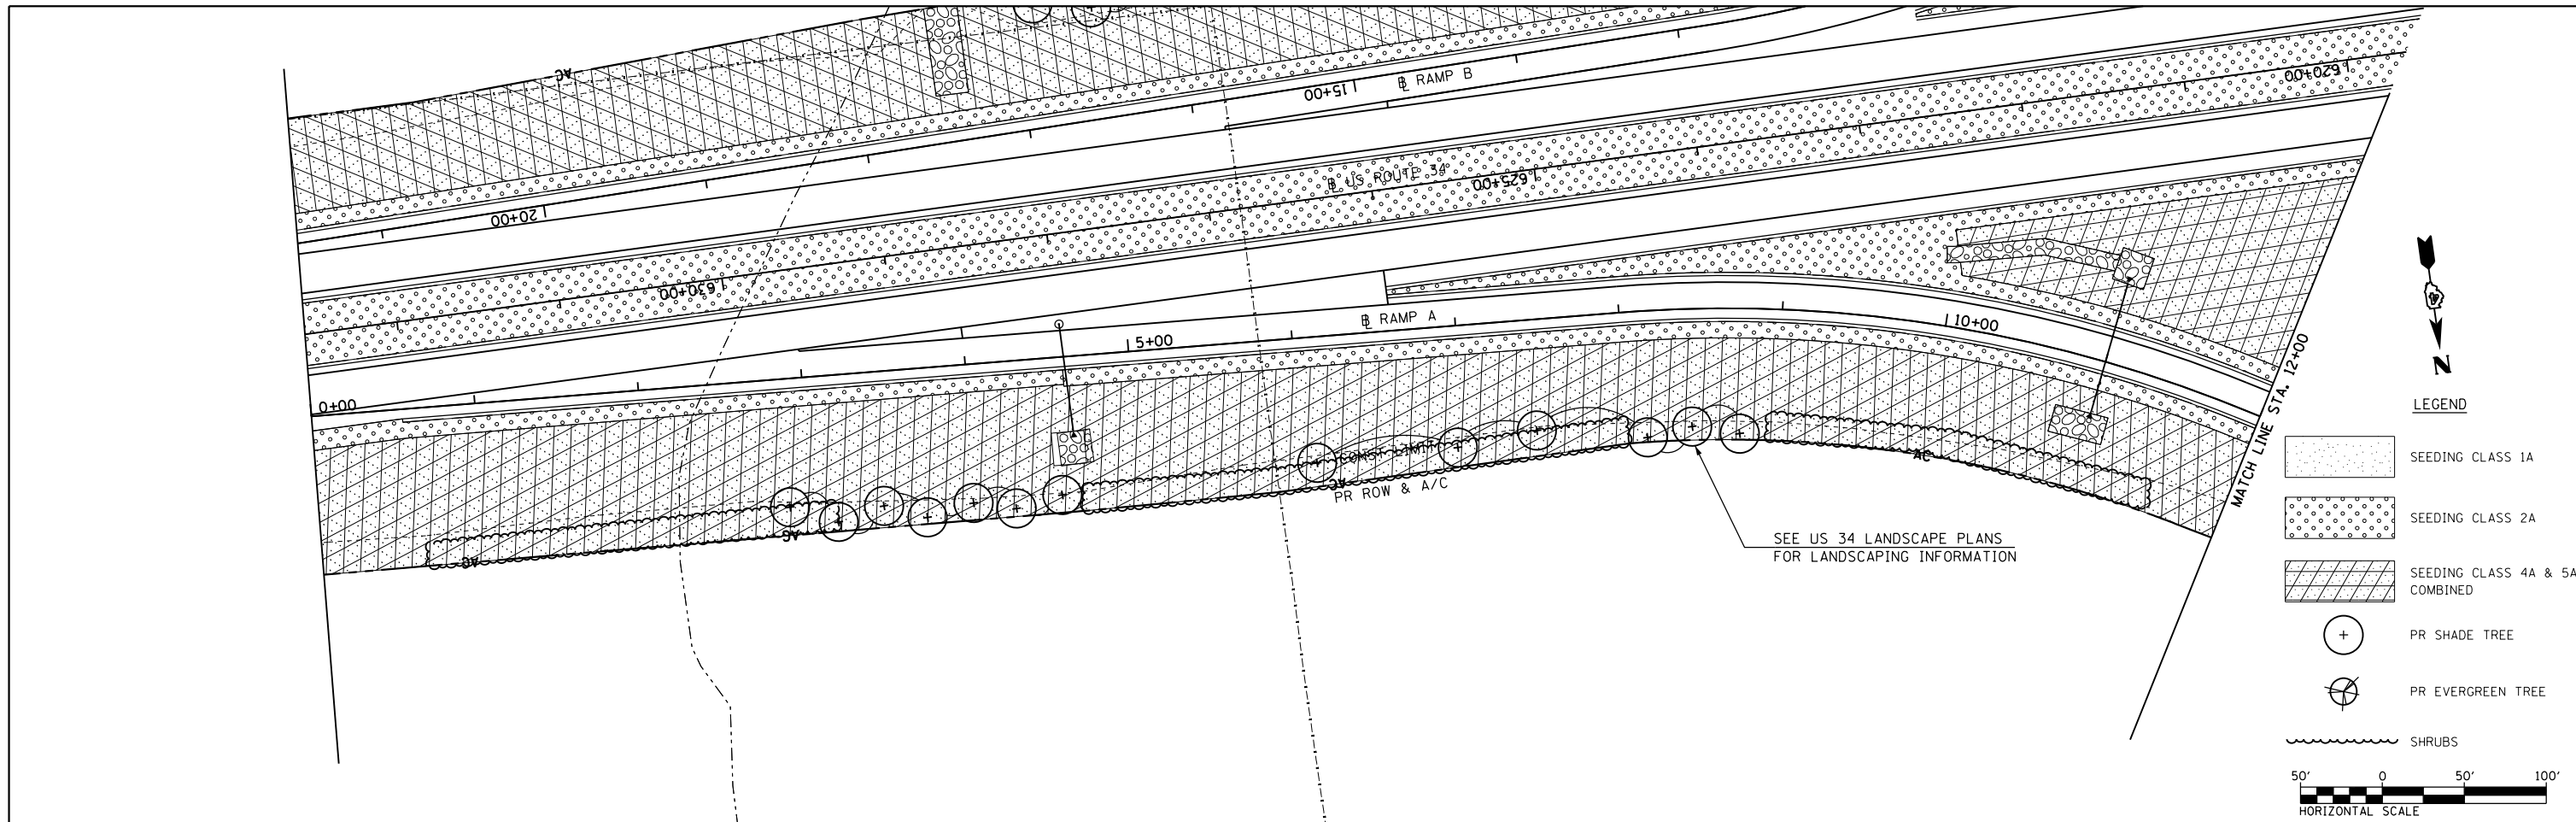 AC
15+00
B RAMP B
L
620+00
20+00
B US ROUTE 34
L
625+00
630+00
B RAMP A
L
5+00
10+00
0+00
MATCH LINE STA. 12+00
N
LEGEND
CONST LIMIT
AC
AC
PR ROW & A/C
AC
AC
SEE US 34 LANDSCAPE PLANS
FOR LANDSCAPING INFORMATION
SEEDING CLASS 1A
SEEDING CLASS 2A
SEEDING CLASS 4A & 5A
COMBINED
PR SHADE TREE
PR EVERGREEN TREE
SHRUBS
50' 0 50' 100'
HORIZONTAL SCALE